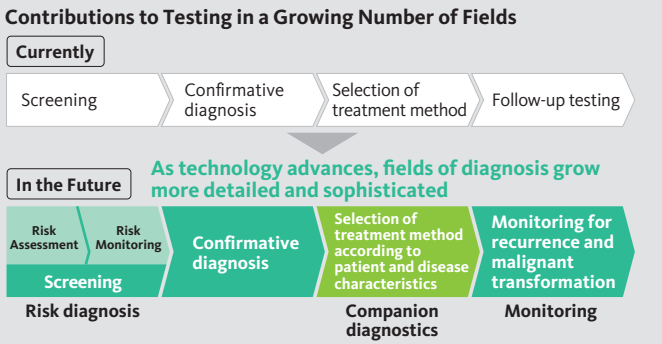 Contributions to Testing in a Growing Number of Fields
Currently
Screening
Confirmative
diagnosis
Selection of
treatment method
Follow-up testing
In the Future
As technology advances, fields of diagnosis grow
more detailed and sophisticated
Risk
Assessment
Risk
Monitoring
Screening
Confirmative
diagnosis
Selection of
treatment method
according to
patient and disease
characteristics
Monitoring for
recurrence and
malignant
transformation
Risk diagnosis
Companion
diagnostics
Monitoring